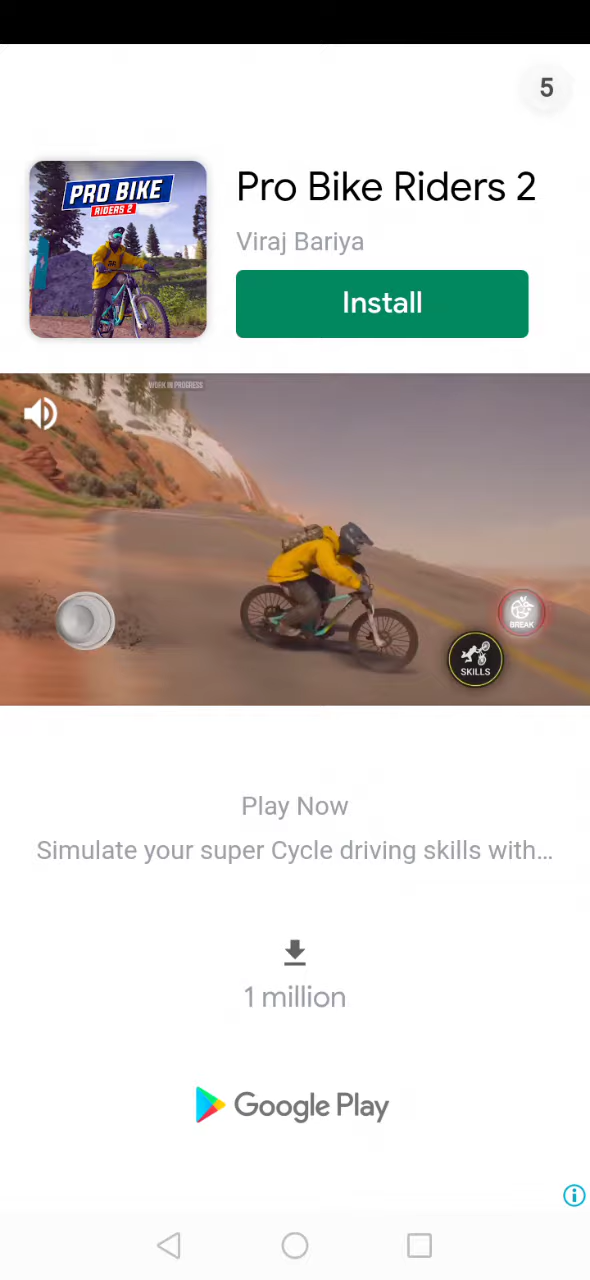 5
PRO BIKE
RIDERS 2
Pro Bike Riders 2
Viraj Bariya
Install
WORK IN PROGRESS
BREAK
SKILLS
Play Now
Simulate your super Cycle driving skills with...
1 million
Google Play